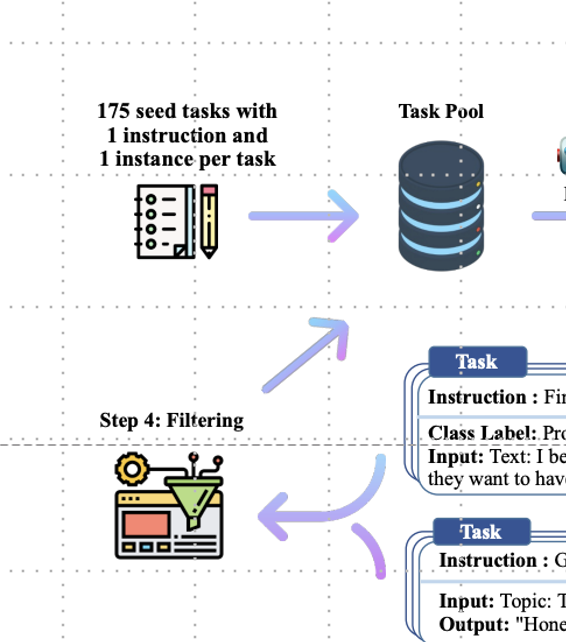 175 seed tasks with
1 instruction and
1 instance per task
Task Pool
Step 4: Filtering
Task
Instruction :
Class Label:
Input: Text: I
they want to
Task
Instruction :
Input: Topic:
Output: